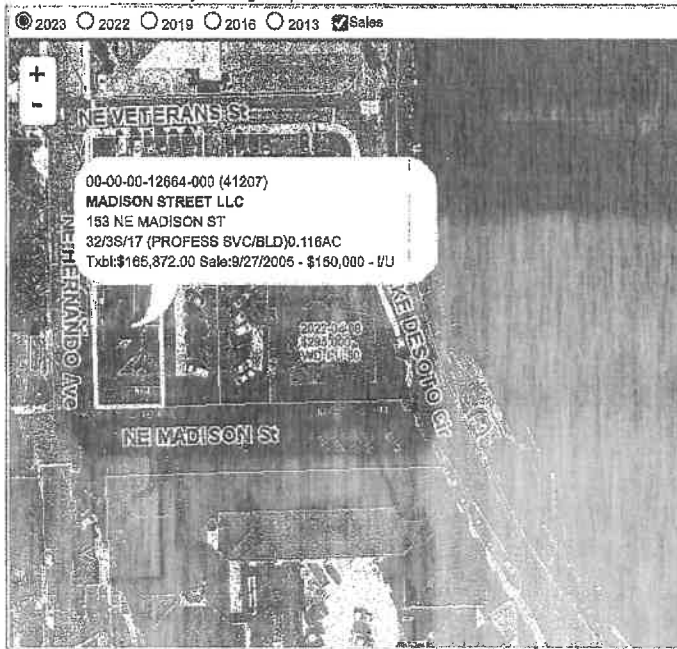 2023 2022 2019 2016 2013 Sales
+
-
NE VETERANS St
00-00-00-12664-000 (41207)
MADISON STREET LLC
153 NE MADISON ST
32/3S/17 (PROFESS SVC/BLD)0.116AC
Txbl:$165,872.00 Sale:9/27/2005 - $150,000 - I/U
NE HERNANDO Ave
KE DESOTO Cir
NE MADISON St